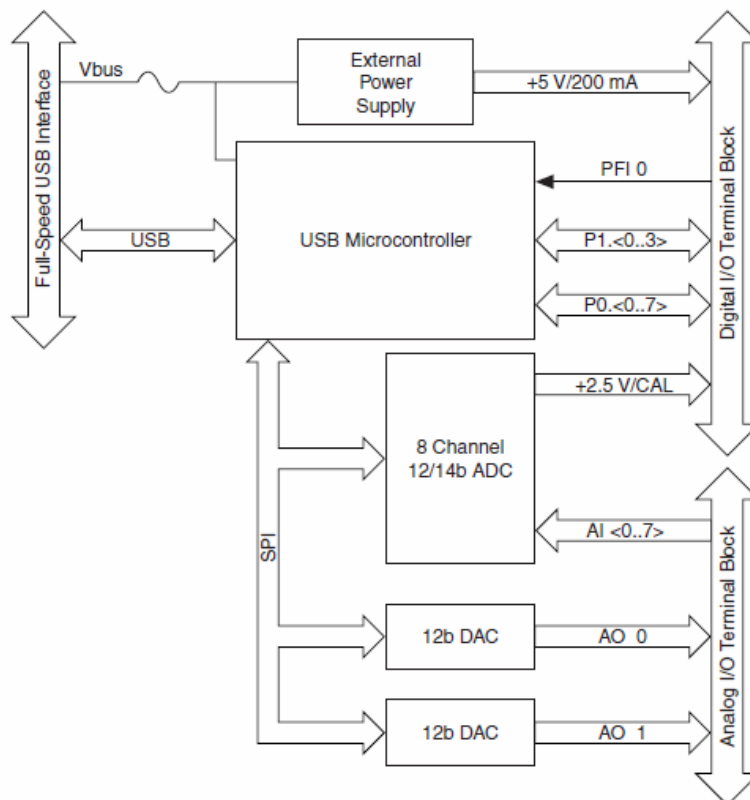 Full-Speed USB Interface
Vbus
External
Power
Supply
+5 V/200 mA
Digital I/O Terminal Block
USB
USB Microcontroller
PFI 0
P1.<0..3>
P0.<0..7>
SPI
8 Channel
12/14b ADC
+2.5 V/CAL
AI <0..7>
Analog I/O Terminal Block
12b DAC
AO 0
12b DAC
AO 1